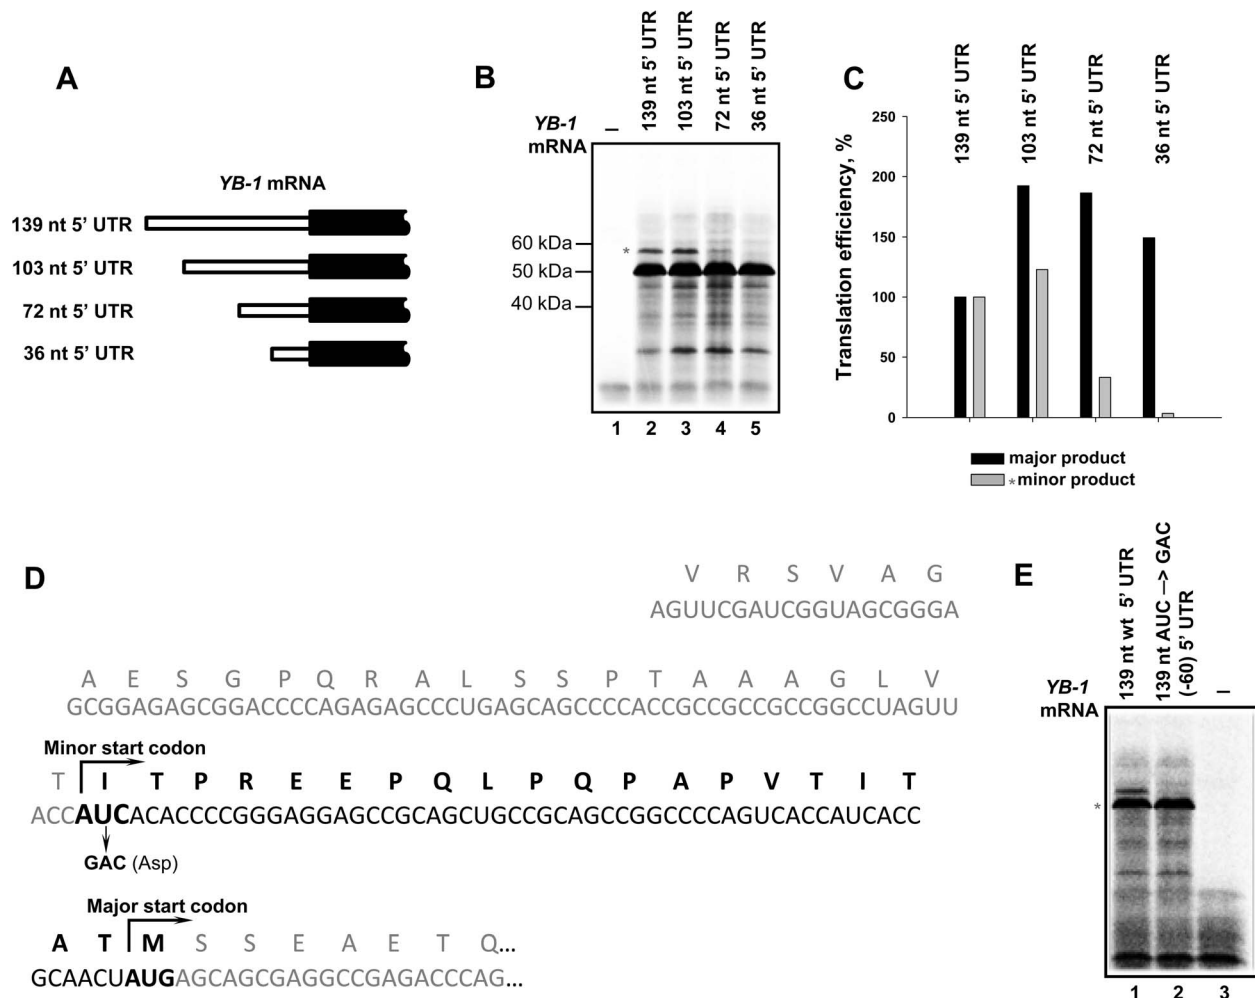 A
YB-1 mRNA
139 nt 5' UTR
103 nt 5' UTR
72 nt 5' UTR
36 nt 5' UTR
B
YB-1 mRNA
–
139 nt 5' UTR
103 nt 5' UTR
72 nt 5' UTR
36 nt 5' UTR
60 kDa
*
50 kDa
40 kDa
1 2 3 4 5
C
139 nt 5' UTR
103 nt 5' UTR
72 nt 5' UTR
36 nt 5' UTR
Translation efficiency, %
250
200
150
100
50
0
major product
*minor product
D
V R S V A G
AGUUCGAUCGGUAGCGGGA
A E S G P Q R A L S S P T A A A G L V
GCGGAGAGCGGACCCCAGAGAGCCCUGAGCAGCCCCACCGCCGCCGCCGGCCUAGUU
Minor start codon
T I T P R E E P Q L P Q P A P V T I T
ACCAUCACACCCCGGGAGGAGCCGCAGCUGCCGCAGCCGGCCCCAGUCACCAUCACC
GAC (Asp)
Major start codon
A T M S S E A E T Q...
GCAACUAUGAGCAGCGAGGCCGAGACCCAG...
E
YB-1 mRNA
139 nt wt 5' UTR
139 nt AUC —> GAC
(-60) 5' UTR
–
*
1 2 3